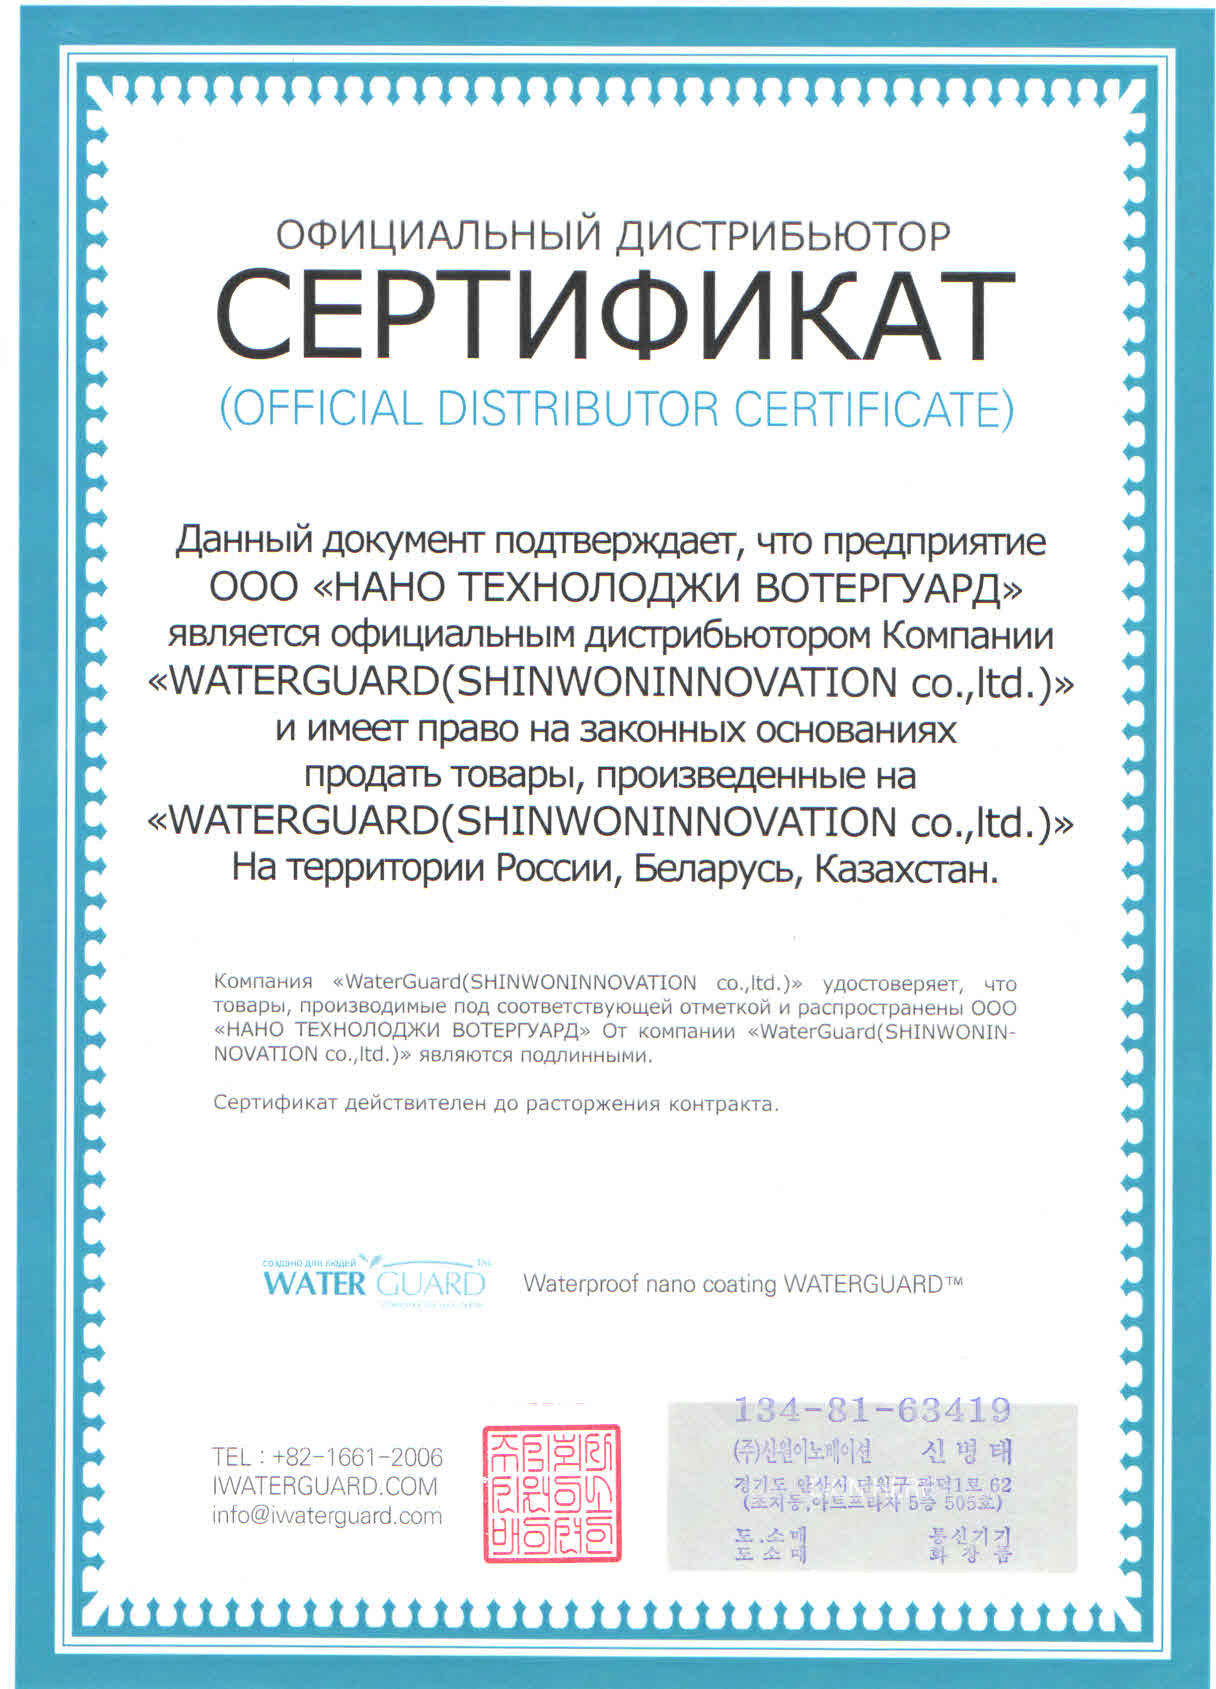 ОФИЦИАЛЬНЫЙ ДИСТРИБЬЮТОР
СЕРТИФИКАТ
(OFFICIAL DISTRIBUTOR CERTIFICATE)
Данный документ подтверждает, что предприятие
ООО «НАНО ТЕХНОЛОДЖИ ВОТЕРГУАРД»
является официальным дистрибьютором Компании
«WATERGUARD(SHINWONINNOVATION co.,ltd.)»
и имеет право на законных основаниях
продать товары, произведенные на
«WATERGUARD(SHINWONINNOVATION co.,ltd.)»
На территории России, Беларусь, Казахстан.
Компания «WaterGuard(SHINWONINNOVATION co.,ltd.)» удостоверяет, что
товары, производимые под соответствующей отметкой и распространены ООО
«НАНО ТЕХНОЛОДЖИ ВОТЕРГУАРД» От компании «WaterGuard(SHINWONIN-
NOVATION co.,ltd.)» являются подлинными.
Сертификат действителен до расторжения контракта.
создано для людей
WATER GUARD TM
Waterproof nano coating WATERGUARD™
TEL : +82-1661-2006
IWATERGUARD.COM
info@iwaterguard.com
134-81-63419
(주)신원이노베이션 신병태
경기도 안산시 단원구 광덕1로 62
(초지동,아트프라자 5층 505호)
도.소매 통신기기
도소매 화장품